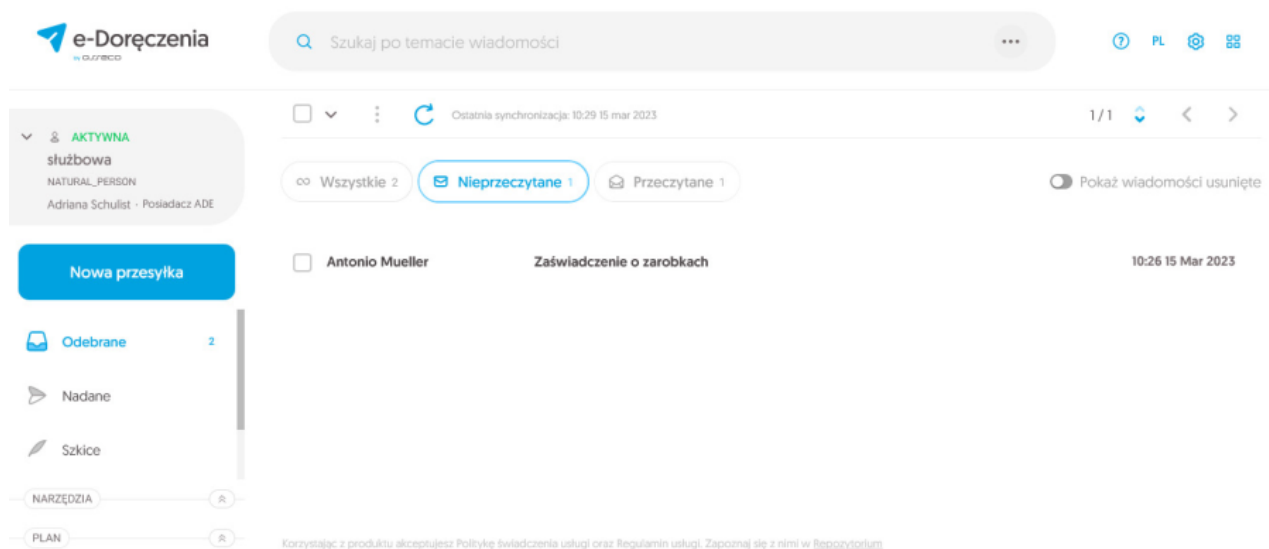 e-Doręczenia
by asseco
Szukaj po temacie wiadomości
PL
Ostatnia synchronizacja: 10:29 15 mar 2023
1/1
AKTYWNA
służbowa
NATURAL_PERSON
Adriana Schulist - Posiadacz ADE
Wszystkie 2
Nieprzeczytane 1
Przeczytane 1
Pokaż wiadomości usunięte
Nowa przesyłka
Antonio Mueller Zaświadczenie o zarobkach 10:26 15 Mar 2023
Odebrane 2
Nadane
Szkice
NARZĘDZIA
PLAN
Korzystając z produktu akceptujesz Politykę świadczenia usługi oraz Regulamin usługi. Zapoznaj się z nimi w Repozytorium